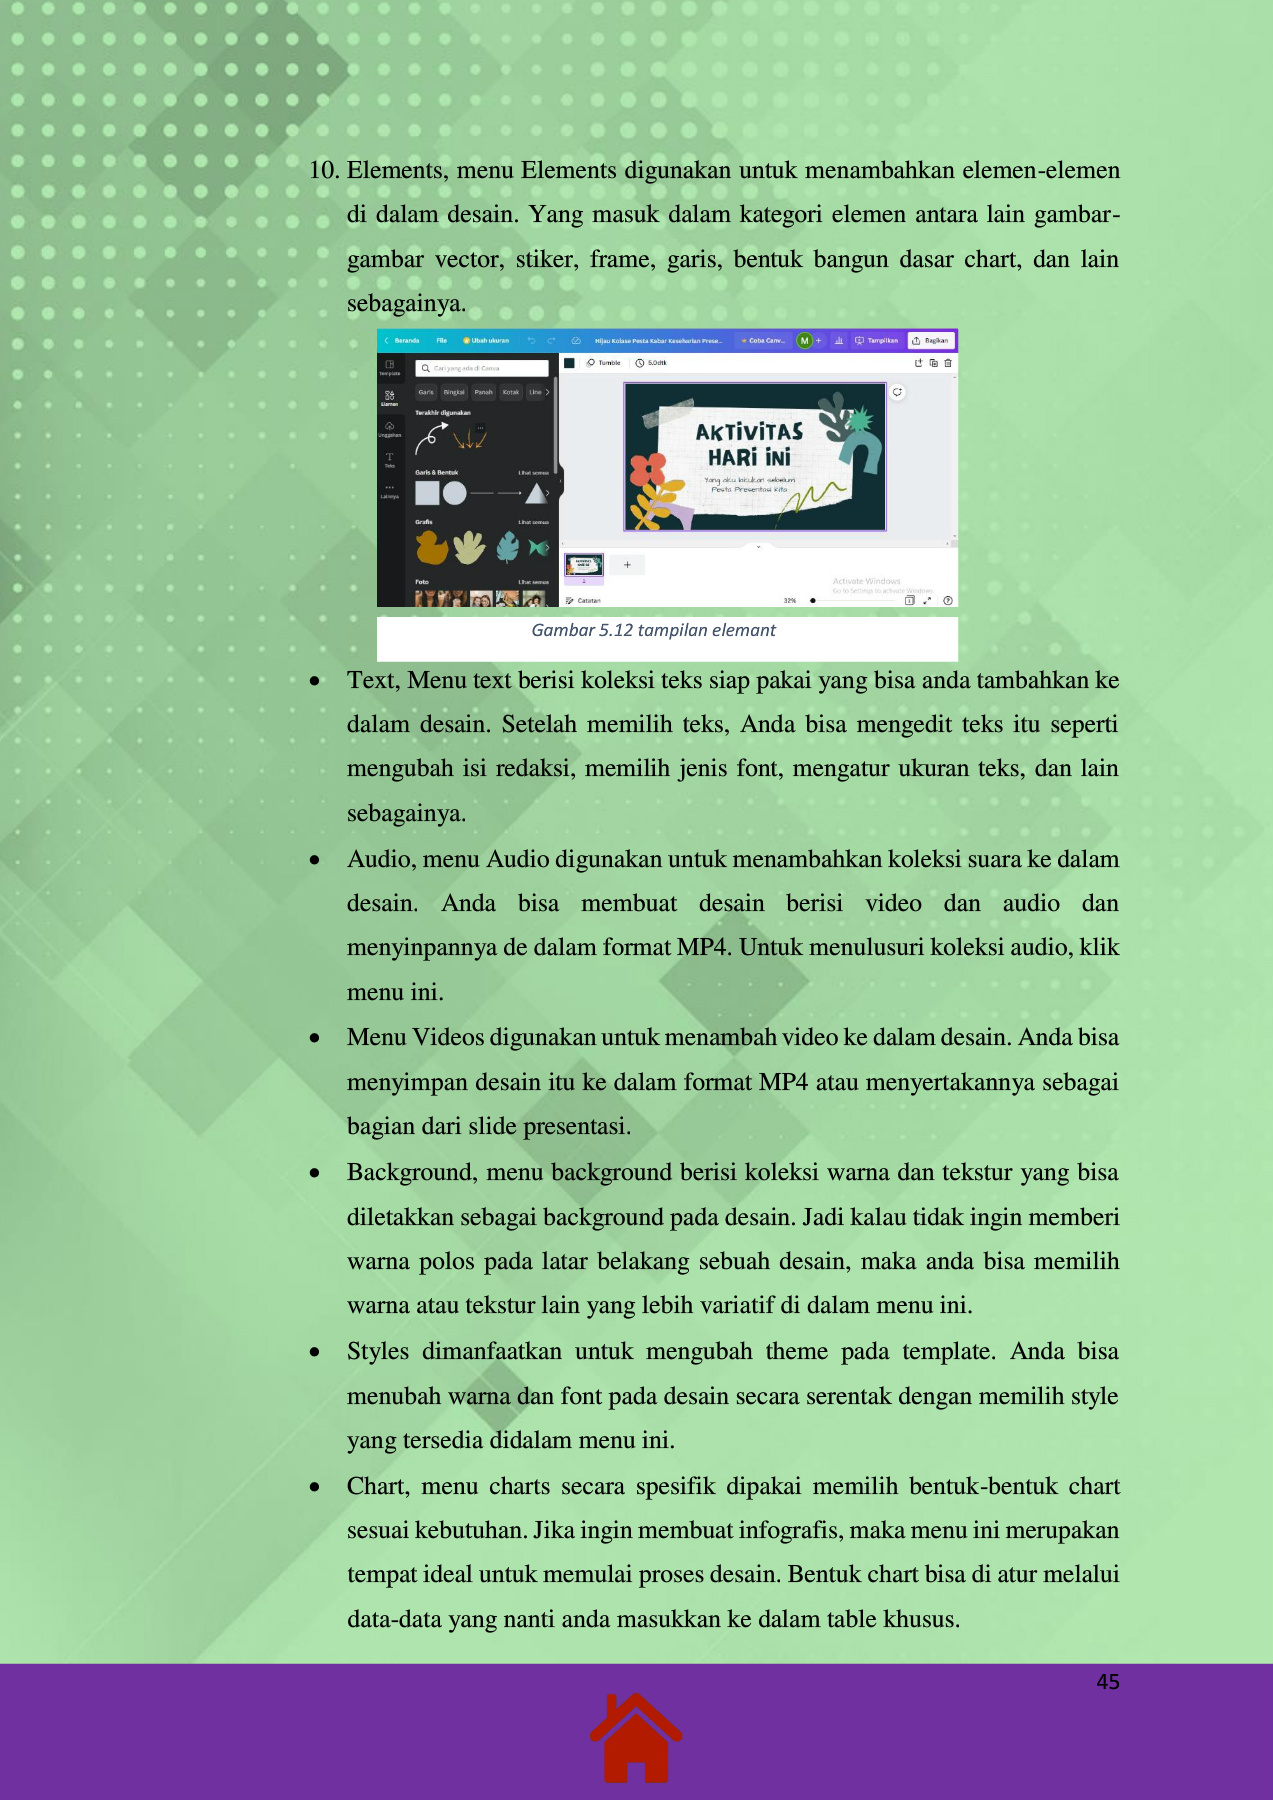 10. Elements, menu Elements digunakan untuk menambahkan elemen-elemen
di dalam desain. Yang masuk dalam kategori elemen antara lain gambar-
gambar vector, stiker, frame, garis, bentuk bangun dasar chart, dan lain
sebagainya.
Beranda File Ubah ukuran Hijau Kolase Pesta Kabur Keseharian Prese... Coba Canv... M + Tampilkan Bagikan
Template
Elemen
Unggahan
Teks
Lainnya
Cari yang ada di Canva
Garis Bingkai Panah Kotak Line
Terakhir digunakan
Garis & Bentuk Lihat semua
Grafis Lihat semua
Foto Lihat semua
Tumble 5.0dtk
AKTIVITAS
HARI INI
Yang aku lakukan sebelum
Pesta Presentasi kita
1
+
Activate Windows
Go to Settings to activate Windows.
Catatan 32%
Gambar 5.12 tampilan elemant
• Text, Menu text berisi koleksi teks siap pakai yang bisa anda tambahkan ke
dalam desain. Setelah memilih teks, Anda bisa mengedit teks itu seperti
mengubah isi redaksi, memilih jenis font, mengatur ukuran teks, dan lain
sebagainya.
• Audio, menu Audio digunakan untuk menambahkan koleksi suara ke dalam
desain. Anda bisa membuat desain berisi video dan audio dan
menyinpannya de dalam format MP4. Untuk menulusuri koleksi audio, klik
menu ini.
• Menu Videos digunakan untuk menambah video ke dalam desain. Anda bisa
menyimpan desain itu ke dalam format MP4 atau menyertakannya sebagai
bagian dari slide presentasi.
• Background, menu background berisi koleksi warna dan tekstur yang bisa
diletakkan sebagai background pada desain. Jadi kalau tidak ingin memberi
warna polos pada latar belakang sebuah desain, maka anda bisa memilih
warna atau tekstur lain yang lebih variatif di dalam menu ini.
• Styles dimanfaatkan untuk mengubah theme pada template. Anda bisa
menubah warna dan font pada desain secara serentak dengan memilih style
yang tersedia didalam menu ini.
• Chart, menu charts secara spesifik dipakai memilih bentuk-bentuk chart
sesuai kebutuhan. Jika ingin membuat infografis, maka menu ini merupakan
tempat ideal untuk memulai proses desain. Bentuk chart bisa di atur melalui
data-data yang nanti anda masukkan ke dalam table khusus.
45